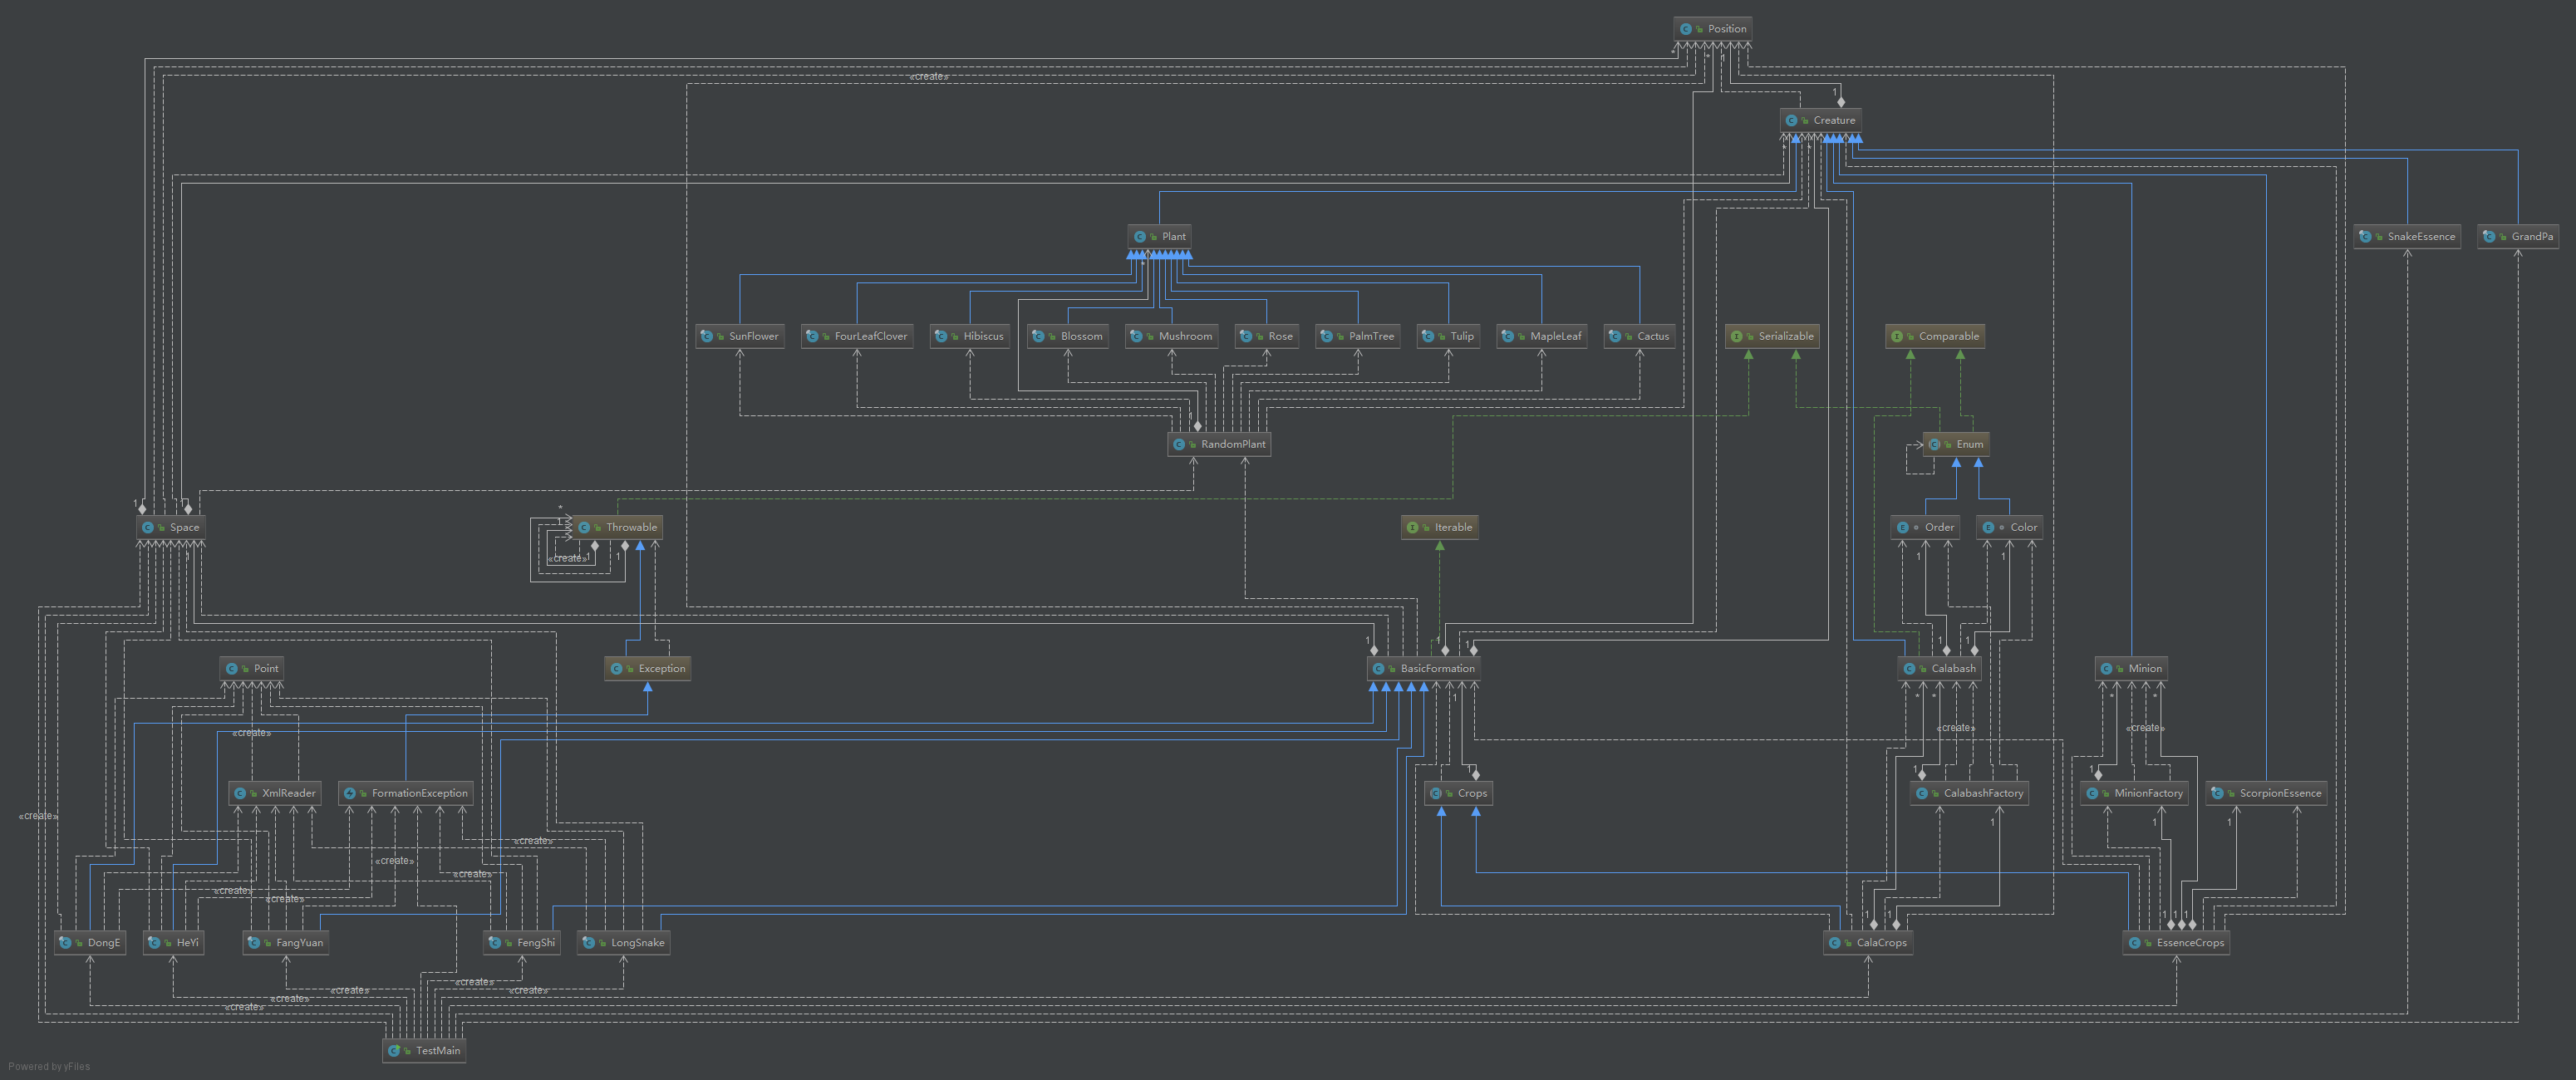 Position
«create»
Creature
Plant
SnakeEssence
GrandPa
SunFlower
FourLeafClover
Hibiscus
Blossom
Mushroom
Rose
PalmTree
Tulip
MapleLeaf
Cactus
Serializable
Comparable
RandomPlant
Enum
Space
Throwable
Iterable
Order
Color
«create»
Point
Exception
BasicFormation
Calabash
Minion
«create»
«create»
«create»
XmlReader
FormationException
Crops
CalabashFactory
MinionFactory
ScorpionEssence
«create»
«create»
«create»
«create»
«create»
«create»
DongE
HeYi
FangYuan
FengShi
LongSnake
CalaCrops
EssenceCrops
«create»
«create»
«create»
«create»
«create»
TestMain
Powered by yFiles